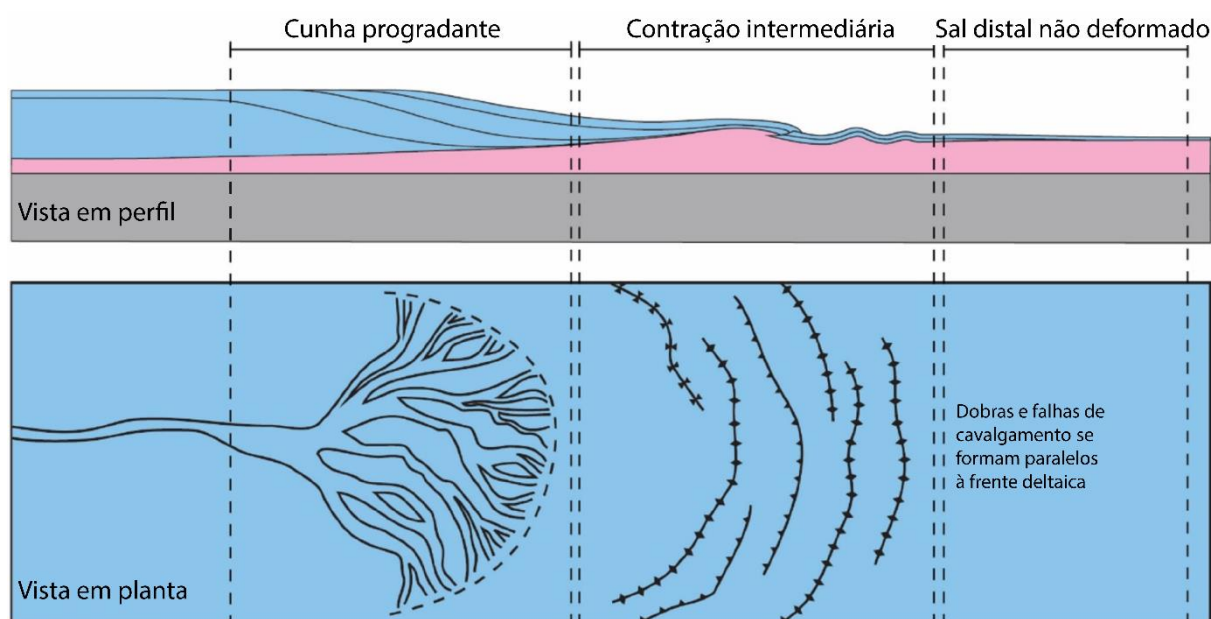 Cunha progradante
Contração intermediária
Sal distal não deformado
Vista em perfil
Dobras e falhas de
cavalgamento se
formam paralelos
à frente deltaica
Vista em planta